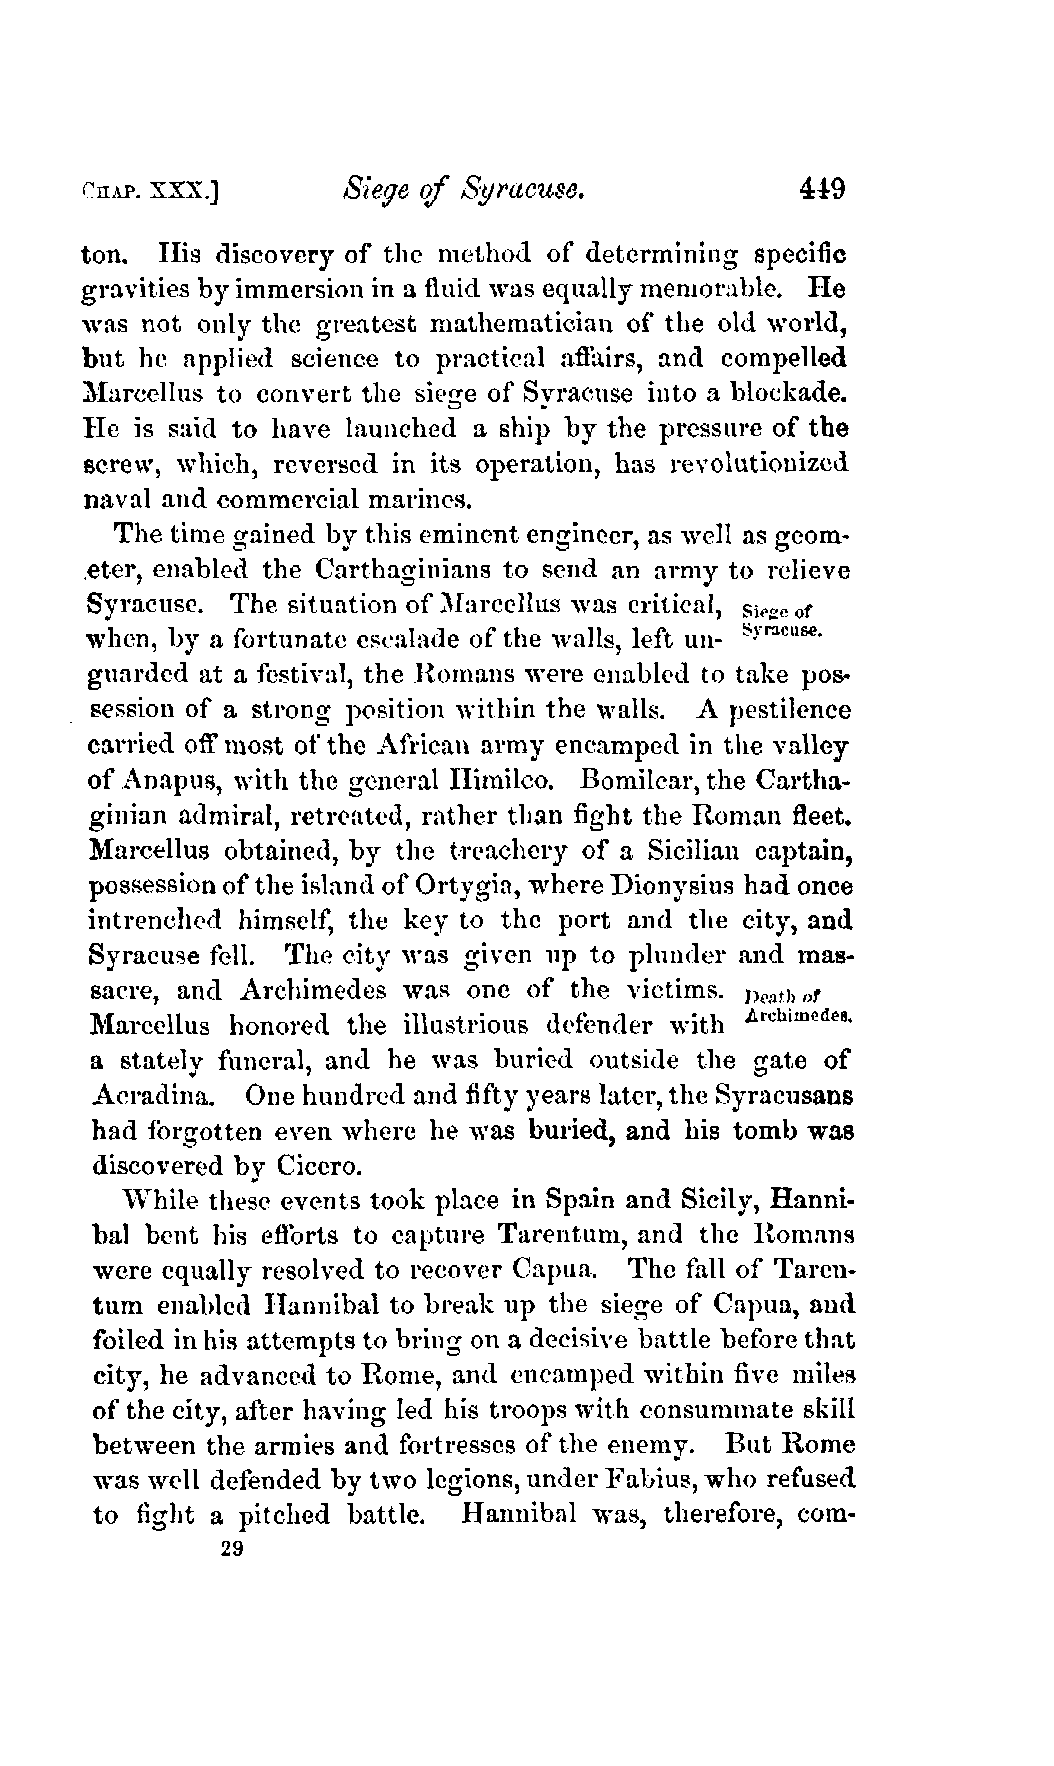 CHAP. XXX.] Siege of Syracuse. 449
ton. His discovery of the method of determining specific
gravities by immersion in a fluid was equally memorable. He
was not only the greatest mathematician of the old world,
but he applied science to practical affairs, and compelled
Marcellus to convert the siege of Syracuse into a blockade.
He is said to have launched a ship by the pressure of the
screw, which, reversed in its operation, has revolutionized
naval and commercial marines.
The time gained by this eminent engineer, as well as geom-
eter, enabled the Carthaginians to send an army to relieve
Syracuse. The situation of Marcellus was critical, Siege of
when, by a fortunate escalade of the walls, left un- Syracuse.
guarded at a festival, the Romans were enabled to take pos-
session of a strong position within the walls. A pestilence
carried off most of the African army encamped in the valley
of Anapus, with the general Himilco. Bomilcar, the Cartha-
ginian admiral, retreated, rather than fight the Roman fleet.
Marcellus obtained, by the treachery of a Sicilian captain,
possession of the island of Ortygia, where Dionysius had once
intrenched himself, the key to the port and the city, and
Syracuse fell. The city was given up to plunder and mas-
sacre, and Archimedes was one of the victims. Death of
Marcellus honored the illustrious defender with Archimedes.
a stately funeral, and he was buried outside the gate of
Acradina. One hundred and fifty years later, the Syracusans
had forgotten even where he was buried, and his tomb was
discovered by Cicero.
While these events took place in Spain and Sicily, Hanni-
bal bent his efforts to capture Tarentum, and the Romans
were equally resolved to recover Capua. The fall of Taren-
tum enabled Hannibal to break up the siege of Capua, and
foiled in his attempts to bring on a decisive battle before that
city, he advanced to Rome, and encamped within five miles
of the city, after having led his troops with consummate skill
between the armies and fortresses of the enemy. But Rome
was well defended by two legions, under Fabius, who refused
to fight a pitched battle. Hannibal was, therefore, com-
29